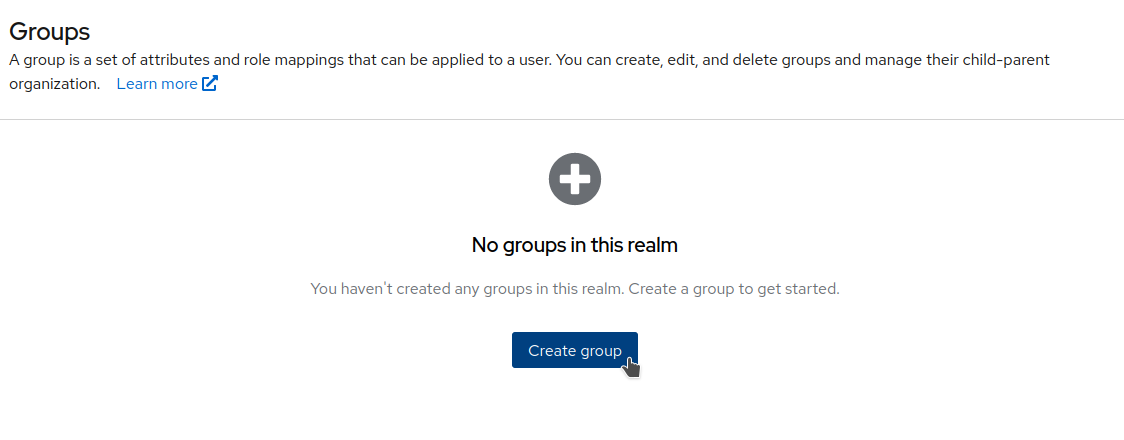 Groups
A group is a set of attributes and role mappings that can be applied to a user. You can create, edit, and delete groups and manage their child-parent
organization. Learn more
No groups in this realm
You haven't created any groups in this realm. Create a group to get started.
Create group